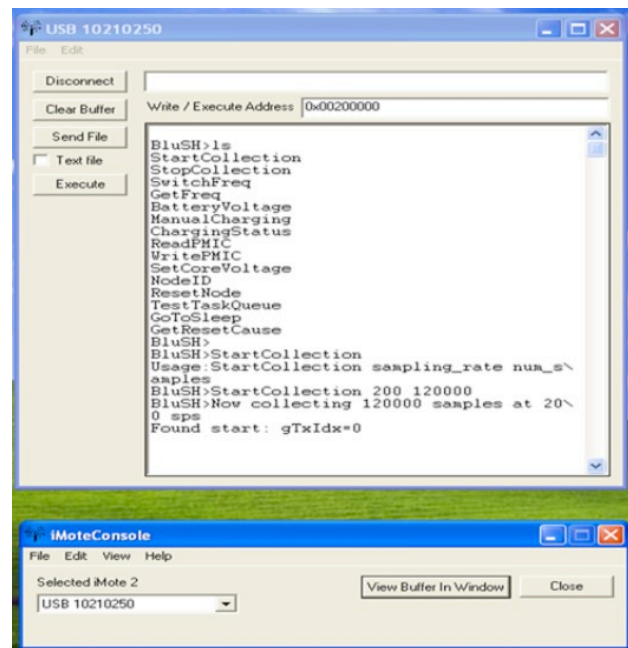 USB 10210250
File Edit
Disconnect
Clear Buffer
Write / Execute Address 0x00200000
Send File
Text file
Execute
BluSH>ls
StartCollection
StopCollection
SwitchFreq
GetFreq
BatteryVoltage
ManualCharging
ChargingStatus
ReadPMIC
WritePMIC
SetCoreVoltage
NodeID
ResetNode
TestTaskQueue
GoToSleep
GetResetCause
BluSH>
BluSH>StartCollection
Usage:StartCollection sampling_rate num_s\
amples
BluSH>StartCollection 200 120000
BluSH>Now collecting 120000 samples at 20\
0 sps
Found start: gTxIdx=0
iMoteConsole
File Edit View Help
Selected iMote 2
USB 10210250
View Buffer In Window
Close